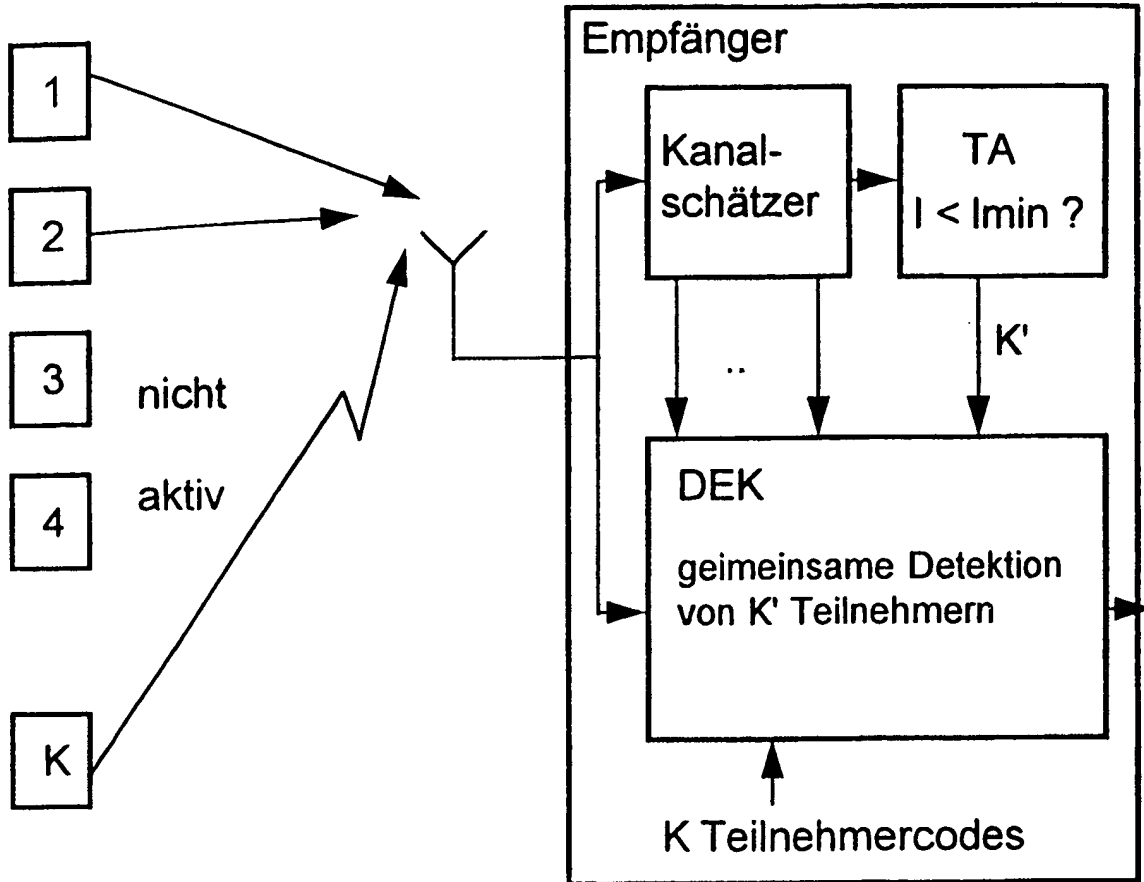 Empfänger
1
2
3
4
K
nicht
aktiv
Kanal-
schätzer
TA
I < Imin ?
K'
..
DEK
geimeinsame Detektion
von K' Teilnehmern
K Teilnehmercodes